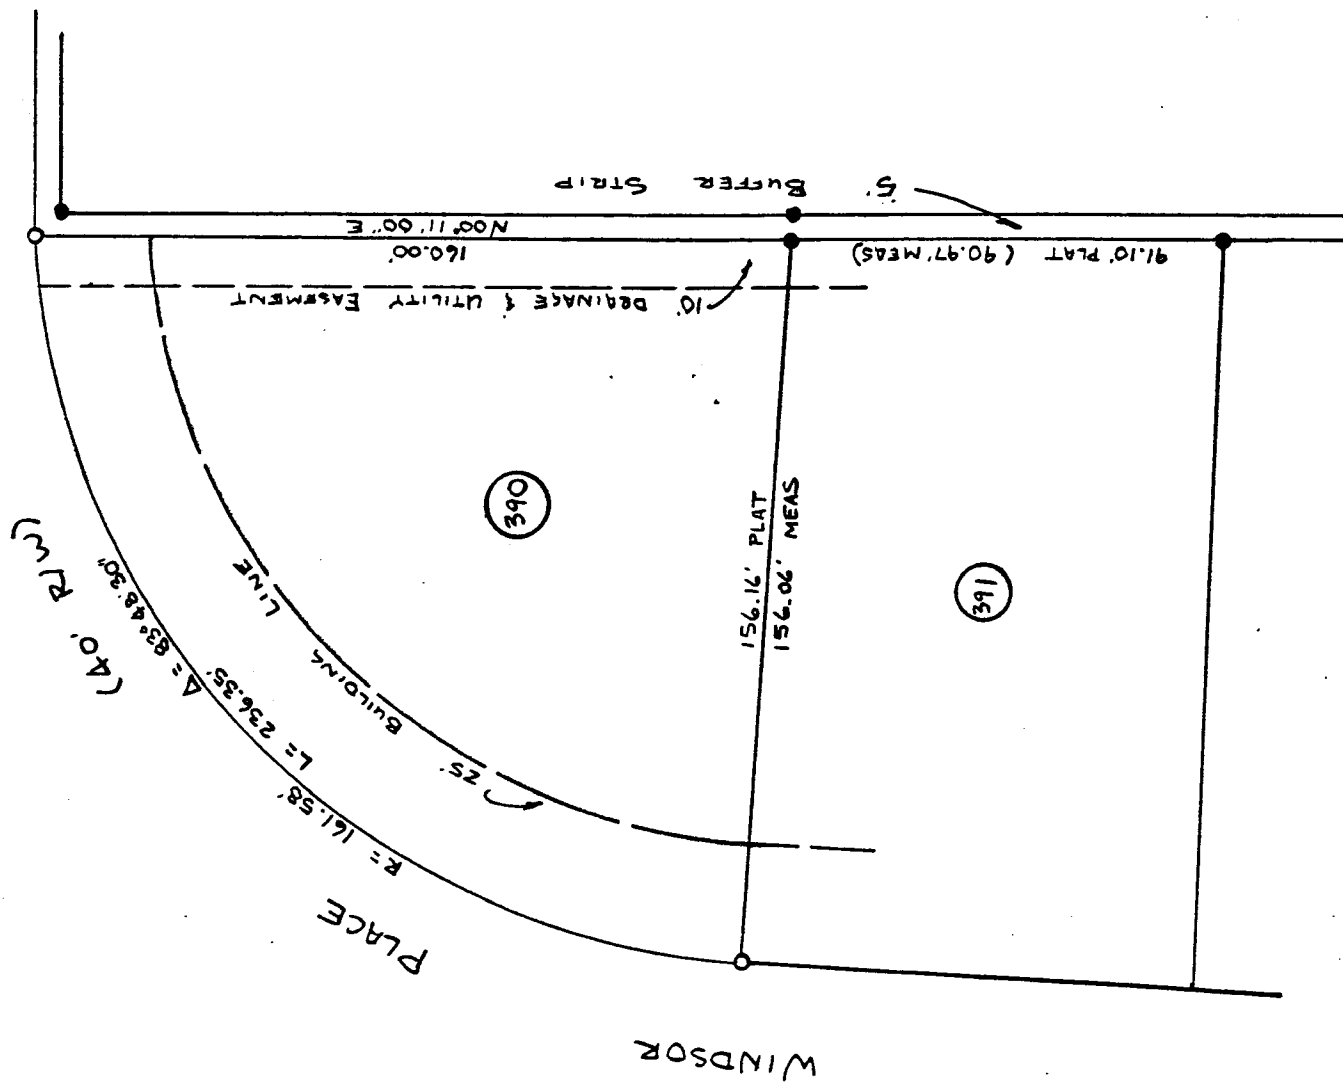 WINDSOR
PLACE
(40' R/W)
R= 161.58'
L= 236.35'
Δ= 83°48'30"
25'
BUILDING LINE
156.16' PLAT
156.06' MEAS
391
390
10' DRAINAGE & UTILITY EASEMENT
91.10' PLAT (90.97' MEAS)
160.00'
N00°11'00"E
5' BUFFER STRIP